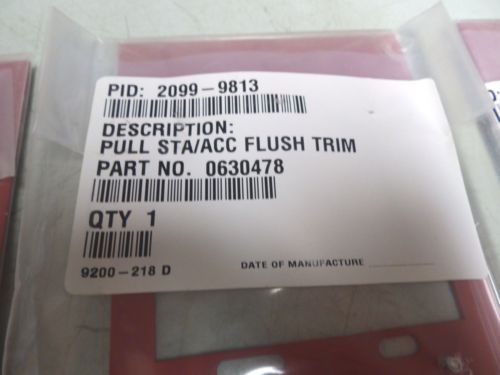 PID: 2099-9813
DESCRIPTION:
PULL STA/ACC FLUSH TRIM
PART NO. 0630478
QTY 1
9200-218 D
DATE OF MANUFACTURE